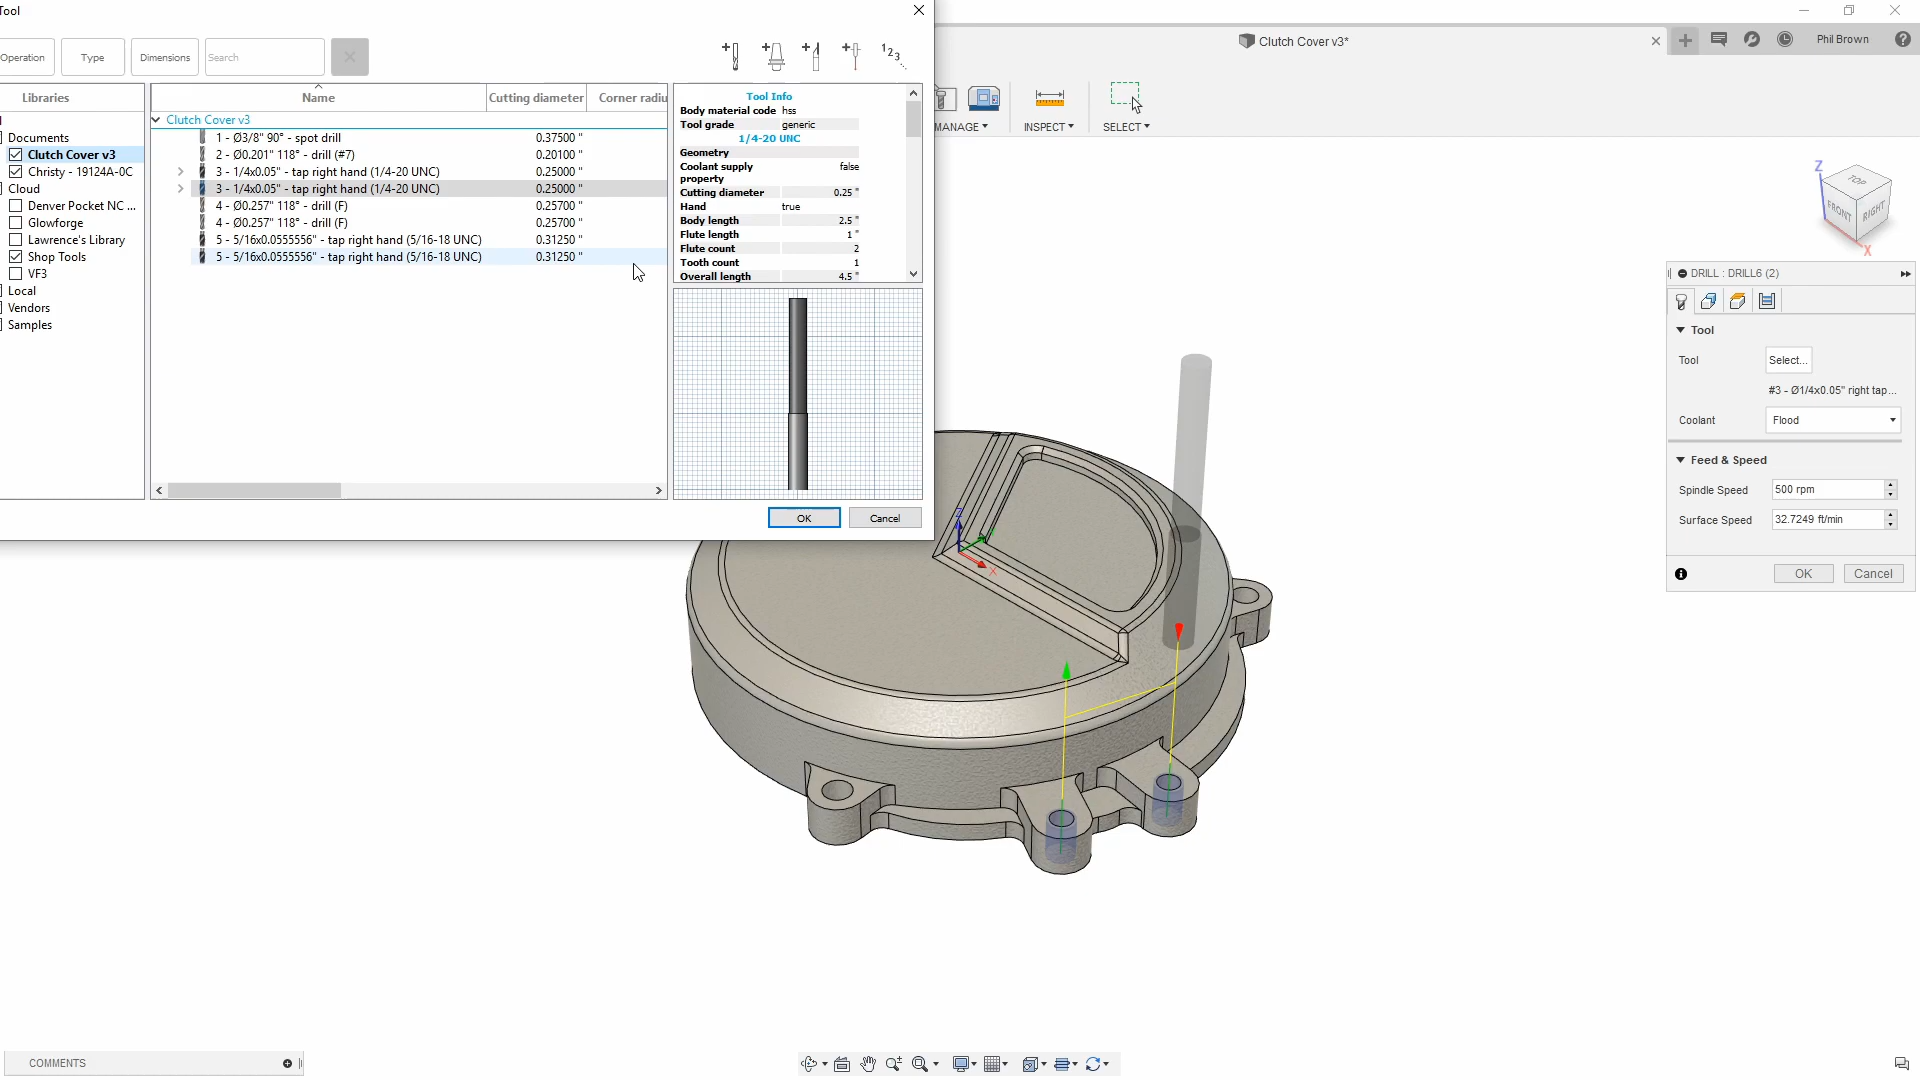 Tool
Operation
Type
Dimensions
Search
1 2 3
Libraries
Name
Cutting diameter
Corner radiu
Documents
Clutch Cover v3
Christy - 19124A-0C
Cloud
Denver Pocket NC ...
Glowforge
Lawrence's Library
Shop Tools
VF3
Local
Vendors
Samples
Clutch Cover v3
1 - Ø3/8" 90° - spot drill 0.37500 "
2 - Ø0.201" 118° - drill (#7) 0.20100 "
3 - 1/4x0.05" - tap right hand (1/4-20 UNC) 0.25000 "
3 - 1/4x0.05" - tap right hand (1/4-20 UNC) 0.25000 "
4 - Ø0.257" 118° - drill (F) 0.25700 "
4 - Ø0.257" 118° - drill (F) 0.25700 "
5 - 5/16x0.0555556" - tap right hand (5/16-18 UNC) 0.31250 "
5 - 5/16x0.0555556" - tap right hand (5/16-18 UNC) 0.31250 "
Tool Info
Body material code hss
Tool grade generic
1/4-20 UNC
Geometry
Coolant supply property false
Cutting diameter 0.25 "
Hand true
Body length 2.5 "
Flute length 1 "
Flute count 2
Tooth count 1
Overall length 4.5 "
OK
Cancel
Clutch Cover v3*
Phil Brown
MANAGE
INSPECT
SELECT
Z
TOP
FRONT
RIGHT
X
DRILL : DRILL6 (2)
Tool
Tool Select...
#3 - Ø1/4x0.05" right tap...
Coolant Flood
Feed & Speed
Spindle Speed 500 rpm
Surface Speed 32.7249 ft/min
OK
Cancel
Z
X
COMMENTS